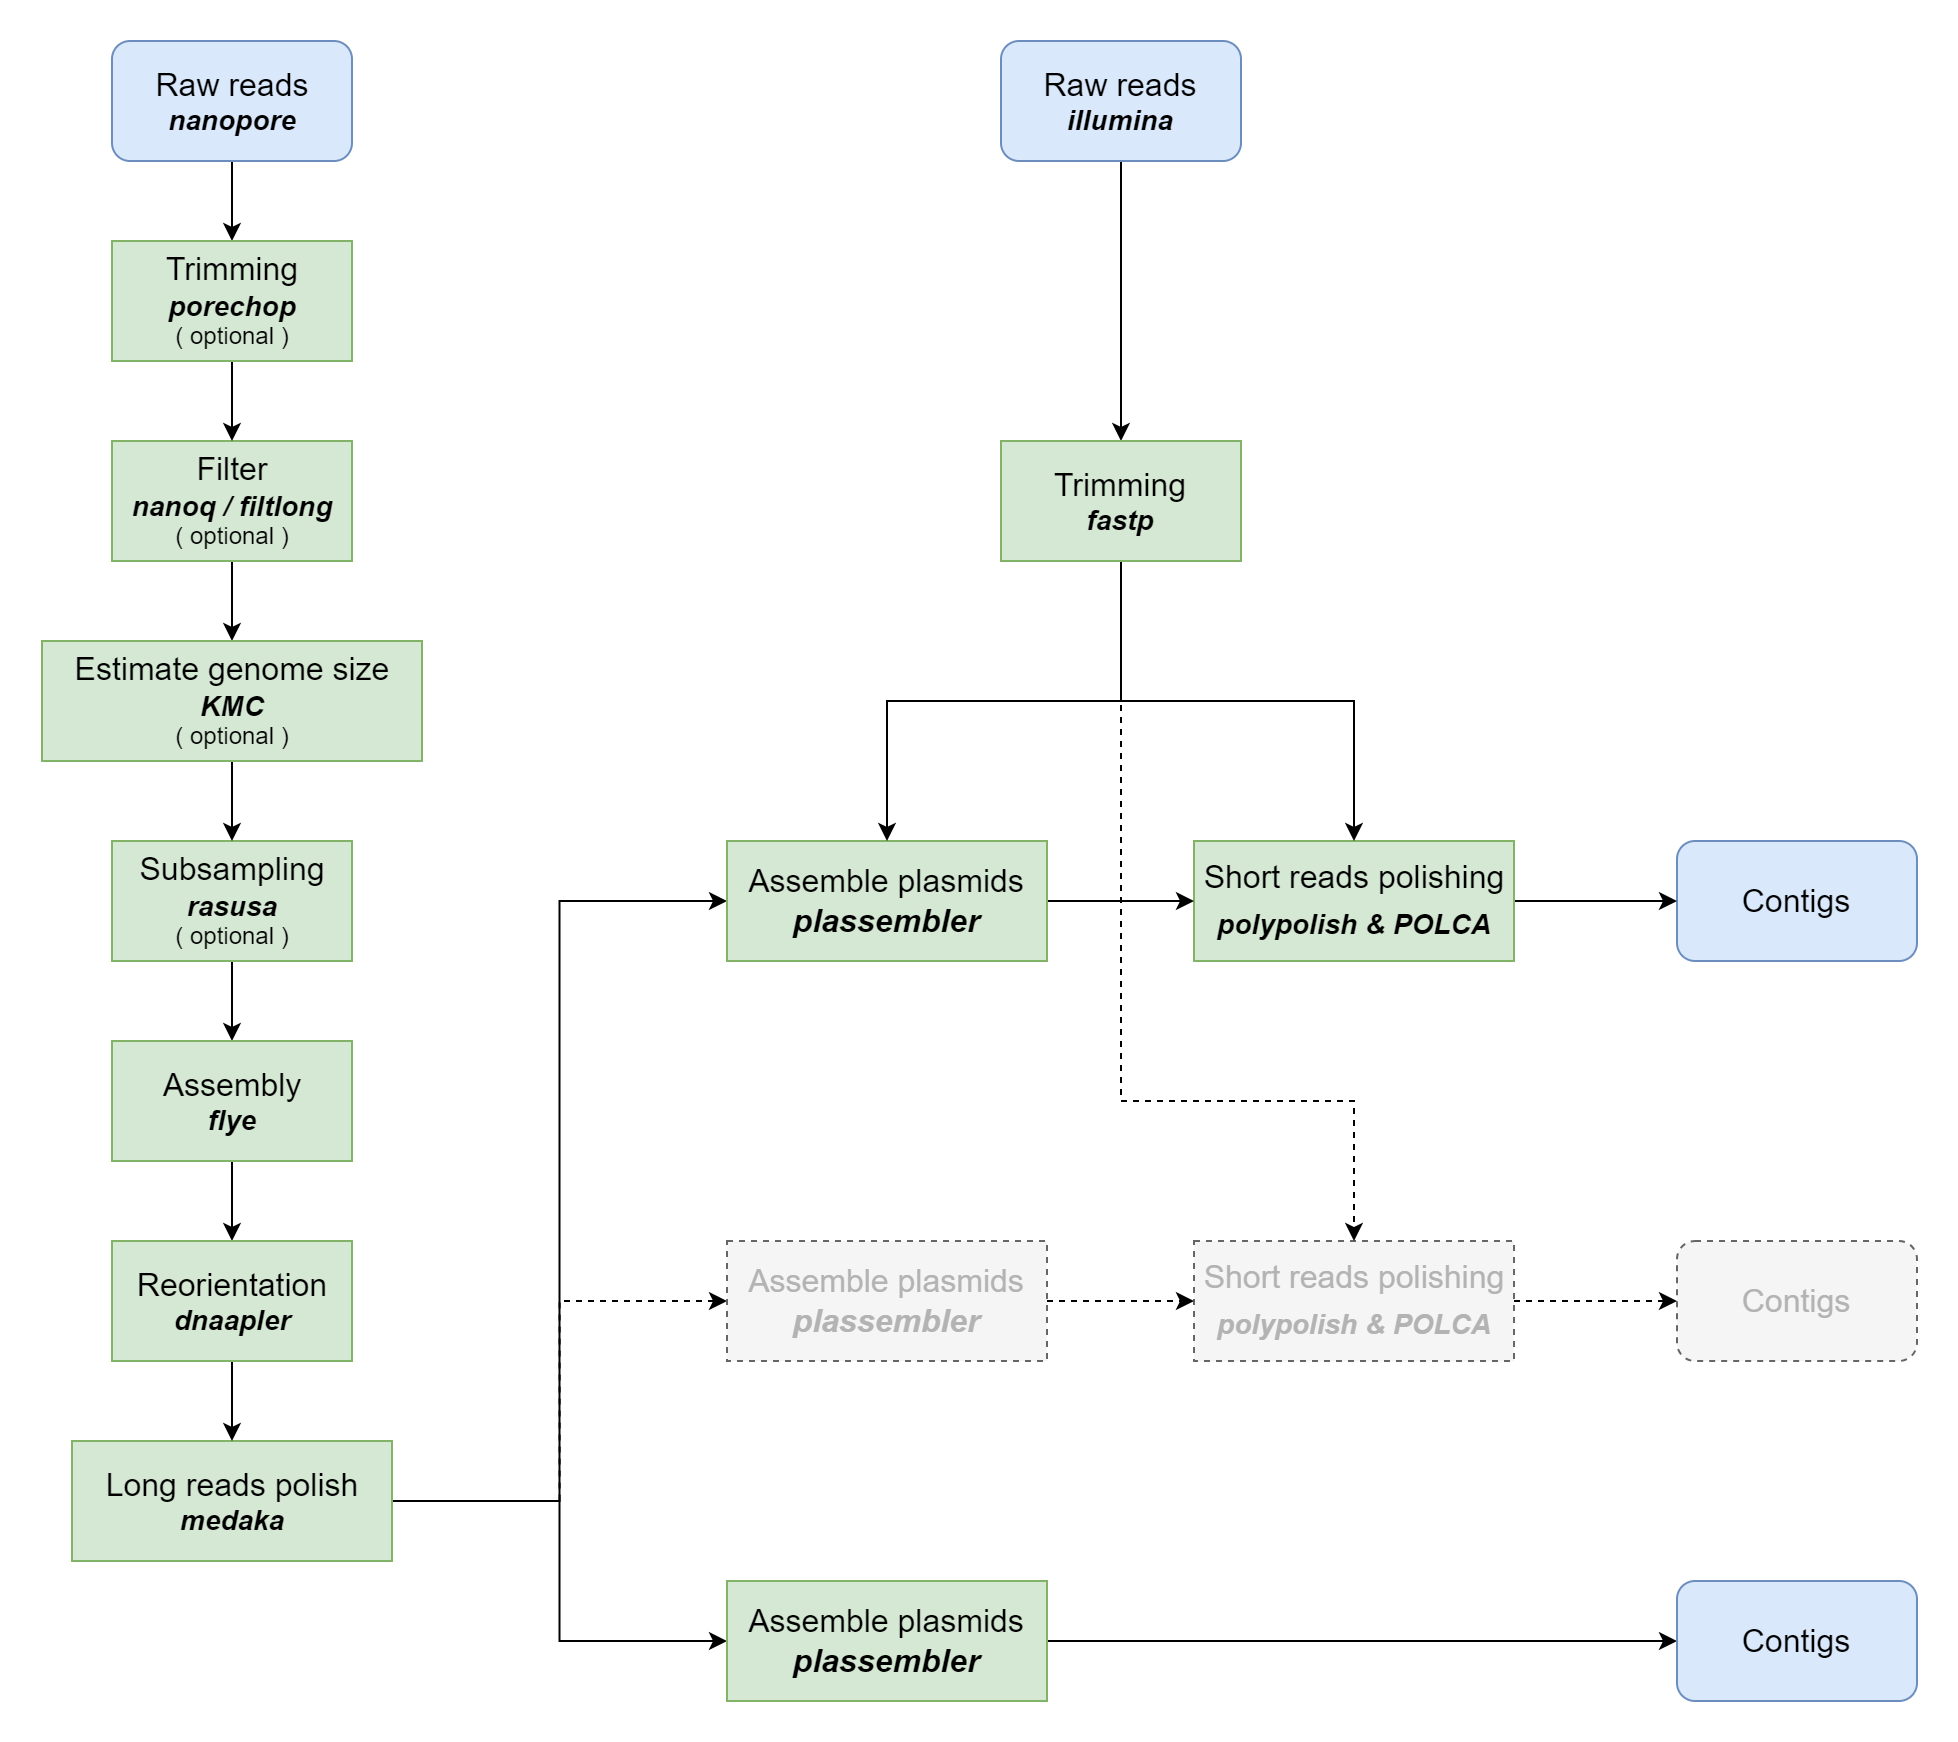 Raw reads
nanopore
Trimming
porechop
( optional )
Filter
nanoq / filtlong
( optional )
Estimate genome size
KMC
( optional )
Subsampling
rasusa
( optional )
Assembly
flye
Reorientation
dnaapler
Long reads polish
medaka
Raw reads
illumina
Trimming
fastp
Assemble plasmids
plassembler
Short reads polishing
polypolish & POLCA
Contigs
Assemble plasmids
plassembler
Short reads polishing
polypolish & POLCA
Contigs
Assemble plasmids
plassembler
Contigs